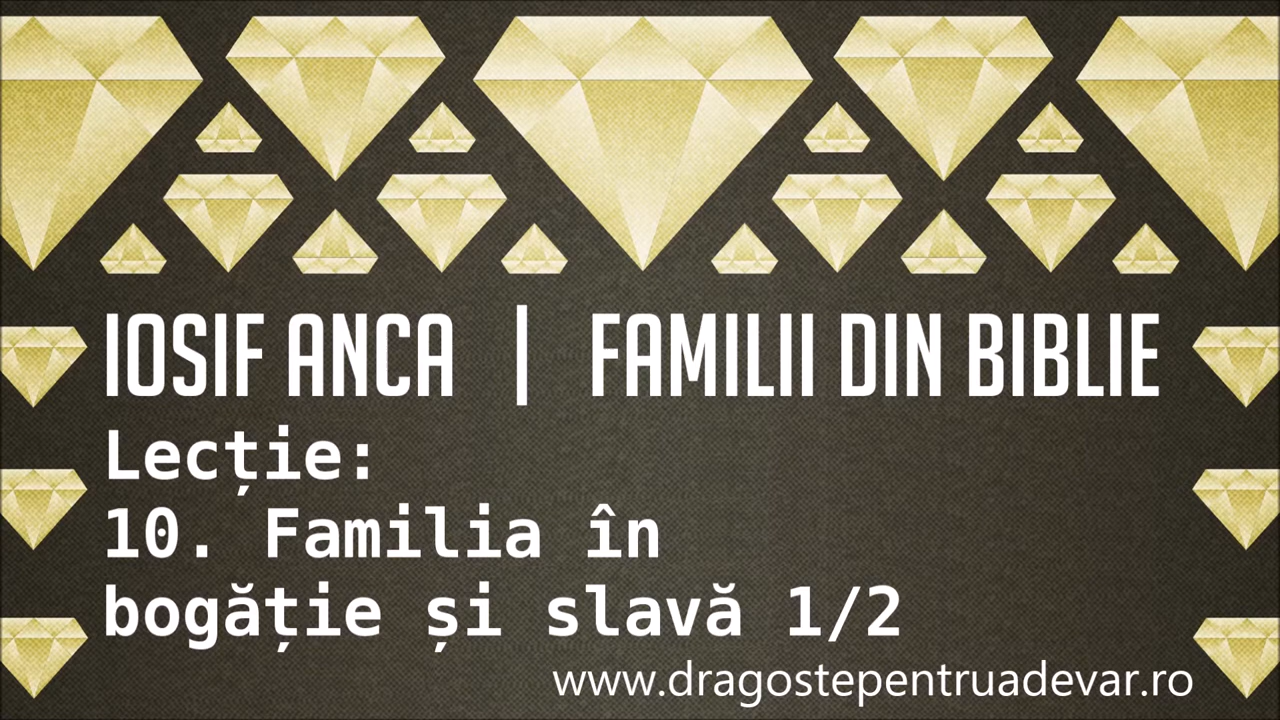 IOSIF ANCA | FAMILII DIN BIBLIE
Lecție:
10. Familia în
bogăție și slavă 1/2
www.dragostepentruadevar.ro